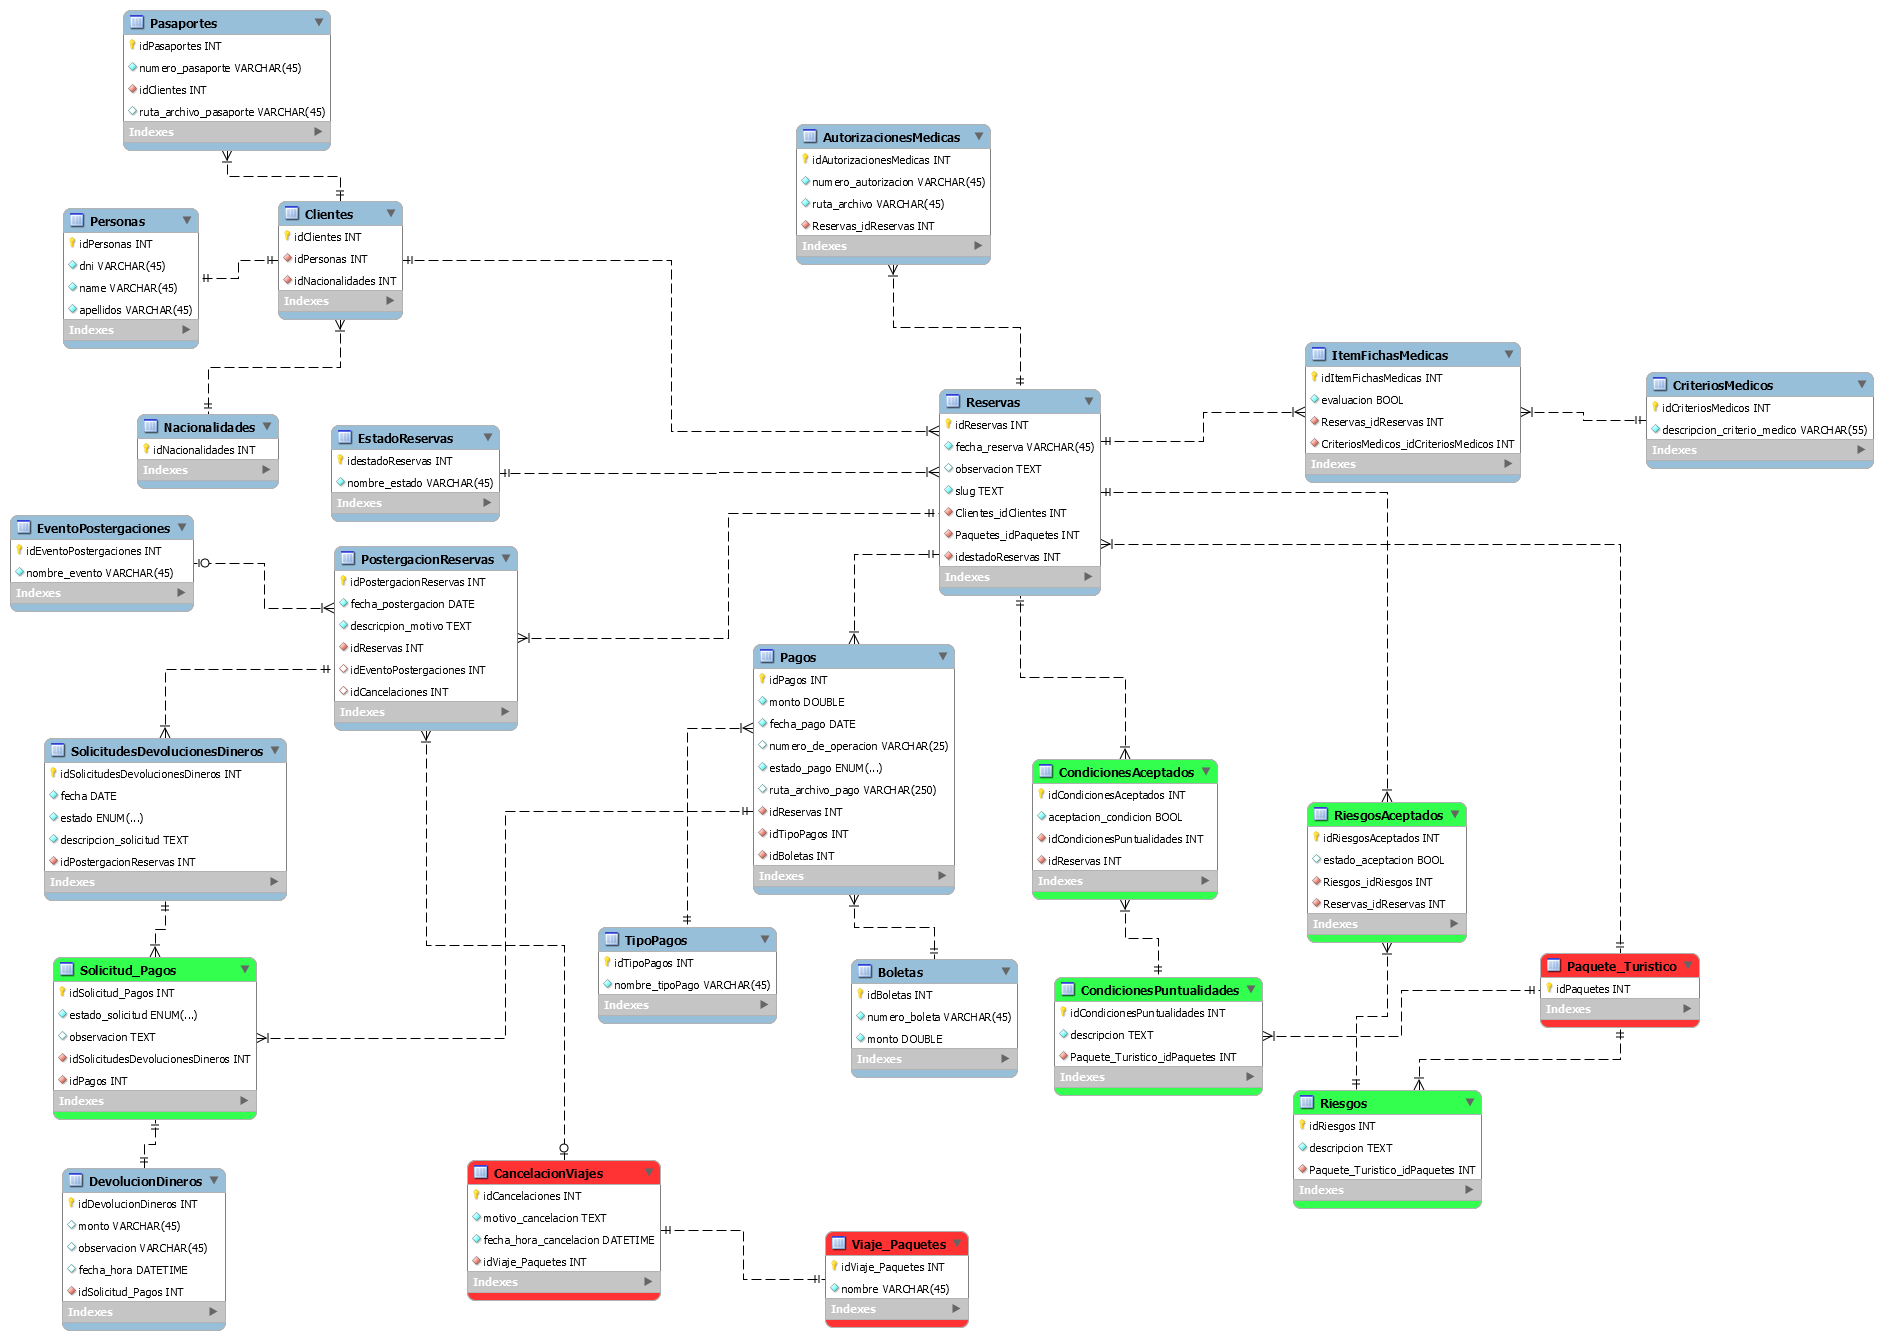 Pasaportes
idPasaportes INT
numero_pasaporte VARCHAR(45)
idClientes INT
ruta_archivo_pasaporte VARCHAR(45)
Indexes
Personas
idPersonas INT
dni VARCHAR(45)
name VARCHAR(45)
apellidos VARCHAR(45)
Indexes
Clientes
idClientes INT
idPersonas INT
idNacionalidades INT
Indexes
Nacionalidades
idNacionalidades INT
Indexes
AutorizacionesMedicas
idAutorizacionesMedicas INT
numero_autorizacion VARCHAR(45)
ruta_archivo VARCHAR(45)
Reservas_idReservas INT
Indexes
EstadoReservas
idestadoReservas INT
nombre_estado VARCHAR(45)
Indexes
Reservas
idReservas INT
fecha_reserva VARCHAR(45)
observacion TEXT
slug TEXT
Clientes_idClientes INT
Paquetes_idPaquetes INT
idestadoReservas INT
Indexes
ItemFichasMedicas
idItemFichasMedicas INT
evaluacion BOOL
Reservas_idReservas INT
CriteriosMedicos_idCriteriosMedicos INT
Indexes
CriteriosMedicos
idCriteriosMedicos INT
descripcion_criterio_medico VARCHAR(55)
Indexes
EventoPostergaciones
idEventoPostergaciones INT
nombre_evento VARCHAR(45)
Indexes
PostergacionReservas
idPostergacionReservas INT
fecha_postergacion DATE
descricpion_motivo TEXT
idReservas INT
idEventoPostergaciones INT
idCancelaciones INT
Indexes
Pagos
idPagos INT
monto DOUBLE
fecha_pago DATE
numero_de_operacion VARCHAR(25)
estado_pago ENUM(...)
ruta_archivo_pago VARCHAR(250)
idReservas INT
idTipoPagos INT
idBoletas INT
Indexes
SolicitudesDevolucionesDineros
idSolicitudesDevolucionesDineros INT
fecha DATE
estado ENUM(...)
descripcion_solicitud TEXT
idPostergacionReservas INT
Indexes
CondicionesAceptados
idCondicionesAceptados INT
aceptacion_condicion BOOL
idCondicionesPuntualidades INT
idReservas INT
Indexes
RiesgosAceptados
idRiesgosAceptados INT
estado_aceptacion BOOL
Riesgos_idRiesgos INT
Reservas_idReservas INT
Indexes
Solicitud_Pagos
idSolicitud_Pagos INT
estado_solicitud ENUM(...)
observacion TEXT
idSolicitudesDevolucionesDineros INT
idPagos INT
Indexes
TipoPagos
idTipoPagos INT
nombre_tipoPago VARCHAR(45)
Indexes
Boletas
idBoletas INT
numero_boleta VARCHAR(45)
monto DOUBLE
Indexes
CondicionesPuntualidades
idCondicionesPuntualidades INT
descripcion TEXT
Paquete_Turistico_idPaquetes INT
Indexes
Paquete_Turistico
idPaquetes INT
Indexes
Riesgos
idRiesgos INT
descripcion TEXT
Paquete_Turistico_idPaquetes INT
Indexes
DevolucionDineros
idDevolucionDineros INT
monto VARCHAR(45)
observacion VARCHAR(45)
fecha_hora DATETIME
idSolicitud_Pagos INT
Indexes
CancelacionViajes
idCancelaciones INT
motivo_cancelacion TEXT
fecha_hora_cancelacion DATETIME
idViaje_Paquetes INT
Indexes
Viaje_Paquetes
idViaje_Paquetes INT
nombre VARCHAR(45)
Indexes